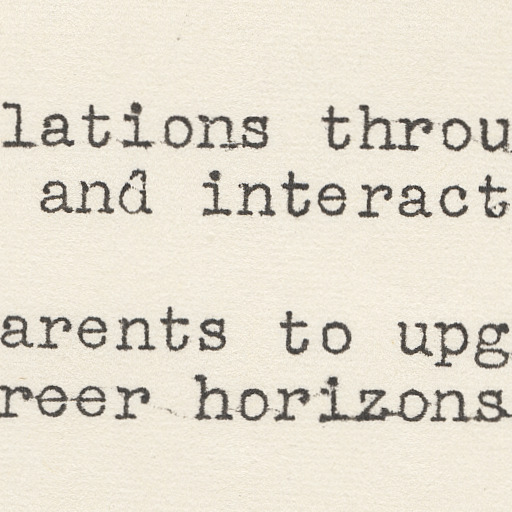 lations throu
and interact
arents to upg
reer horizons